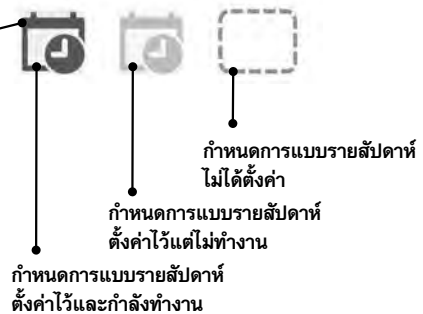 กำหนดการแบบรายสัปดาห์
ไม่ได้ตั้งค่า
กำหนดการแบบรายสัปดาห์
ตั้งค่าไว้แต่ไม่ทำงาน
กำหนดการแบบรายสัปดาห์
ตั้งค่าไว้และกำลังทำงาน